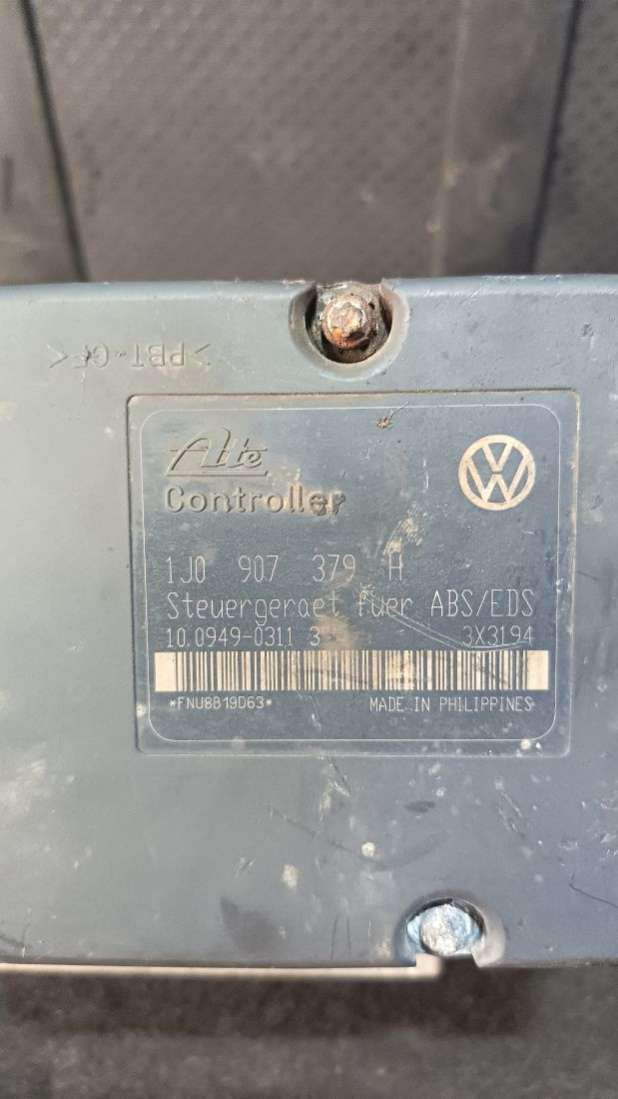 >PBT-GF<
Ate
Controller
1J0 907 379 H
Steuergeraet fuer ABS/EDS
10.0949-0311 3 3X3194
*FNU8B19D63*
MADE IN PHILIPPINES